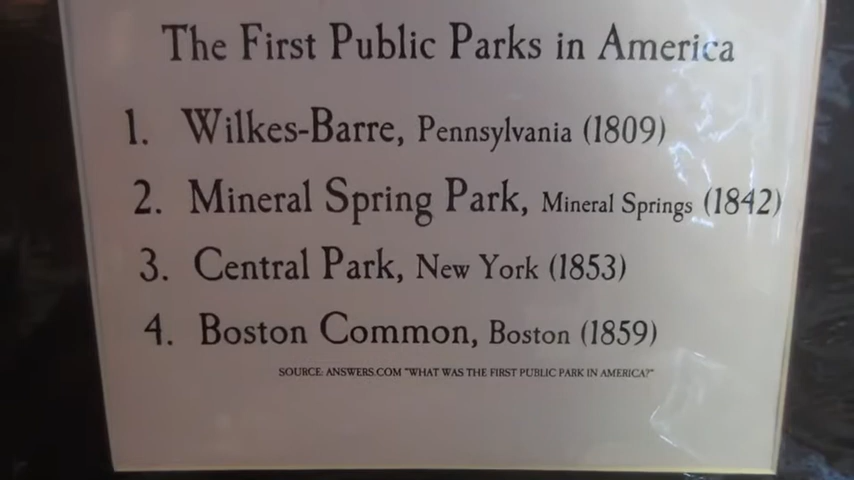 The First Public Parks in America
1. Wilkes-Barre, Pennsylvania (1809)
2. Mineral Spring Park, Mineral Springs (1842)
3. Central Park, New York (1853)
4. Boston Common, Boston (1859)
SOURCE: ANSWERS.COM "WHAT WAS THE FIRST PUBLIC PARK IN AMERICA?"